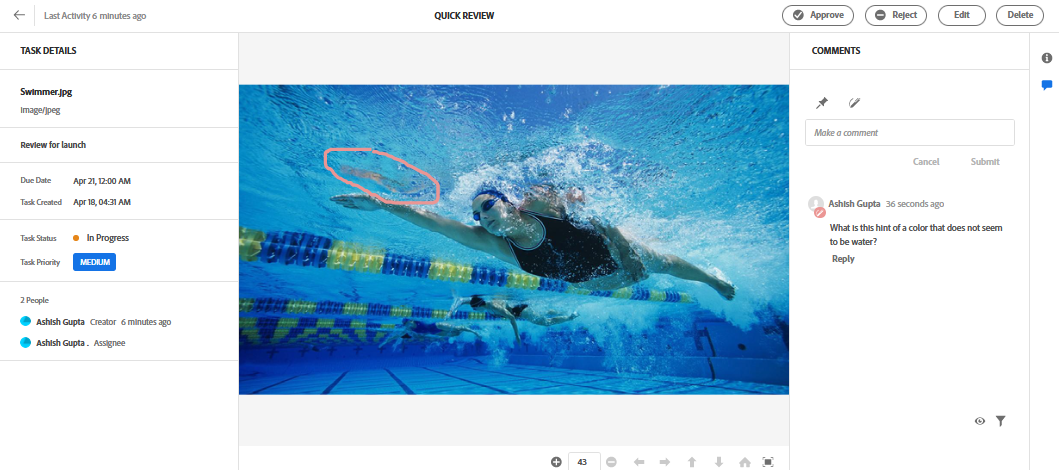 Last Activity 6 minutes ago
QUICK REVIEW
Approve
Reject
Edit
Delete
TASK DETAILS
Swimmer.jpg
image/jpeg
Review for launch
Due Date Apr 21, 12:00 AM
Task Created Apr 18, 04:31 AM
Task Status In Progress
Task Priority MEDIUM
2 People
Ashish Gupta Creator 6 minutes ago
Ashish Gupta . Assignee
43
COMMENTS
Make a comment
Cancel
Submit
Ashish Gupta 36 seconds ago
What is this hint of a color that does not seem
to be water?
Reply